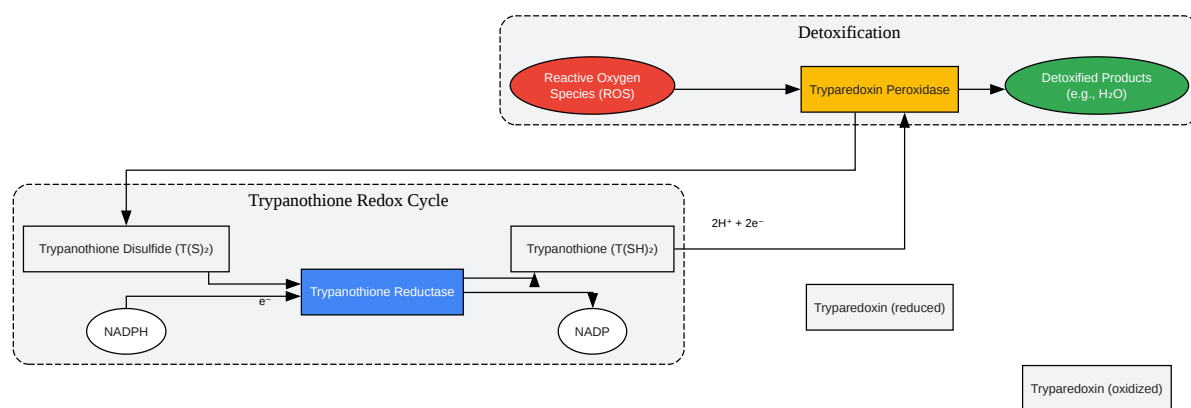 Detoxification
Reactive Oxygen
Species (ROS)
Tryparedoxin Peroxidase
Detoxified Products
(e.g., H₂O)
Trypanothione Redox Cycle
Trypanothione Disulfide (T(S)₂)
Trypanothione (T(SH)₂)
2H⁺ + 2e⁻
Trypanothione Reductase
e⁻
NADPH
NADP
Tryparedoxin (reduced)
Tryparedoxin (oxidized)